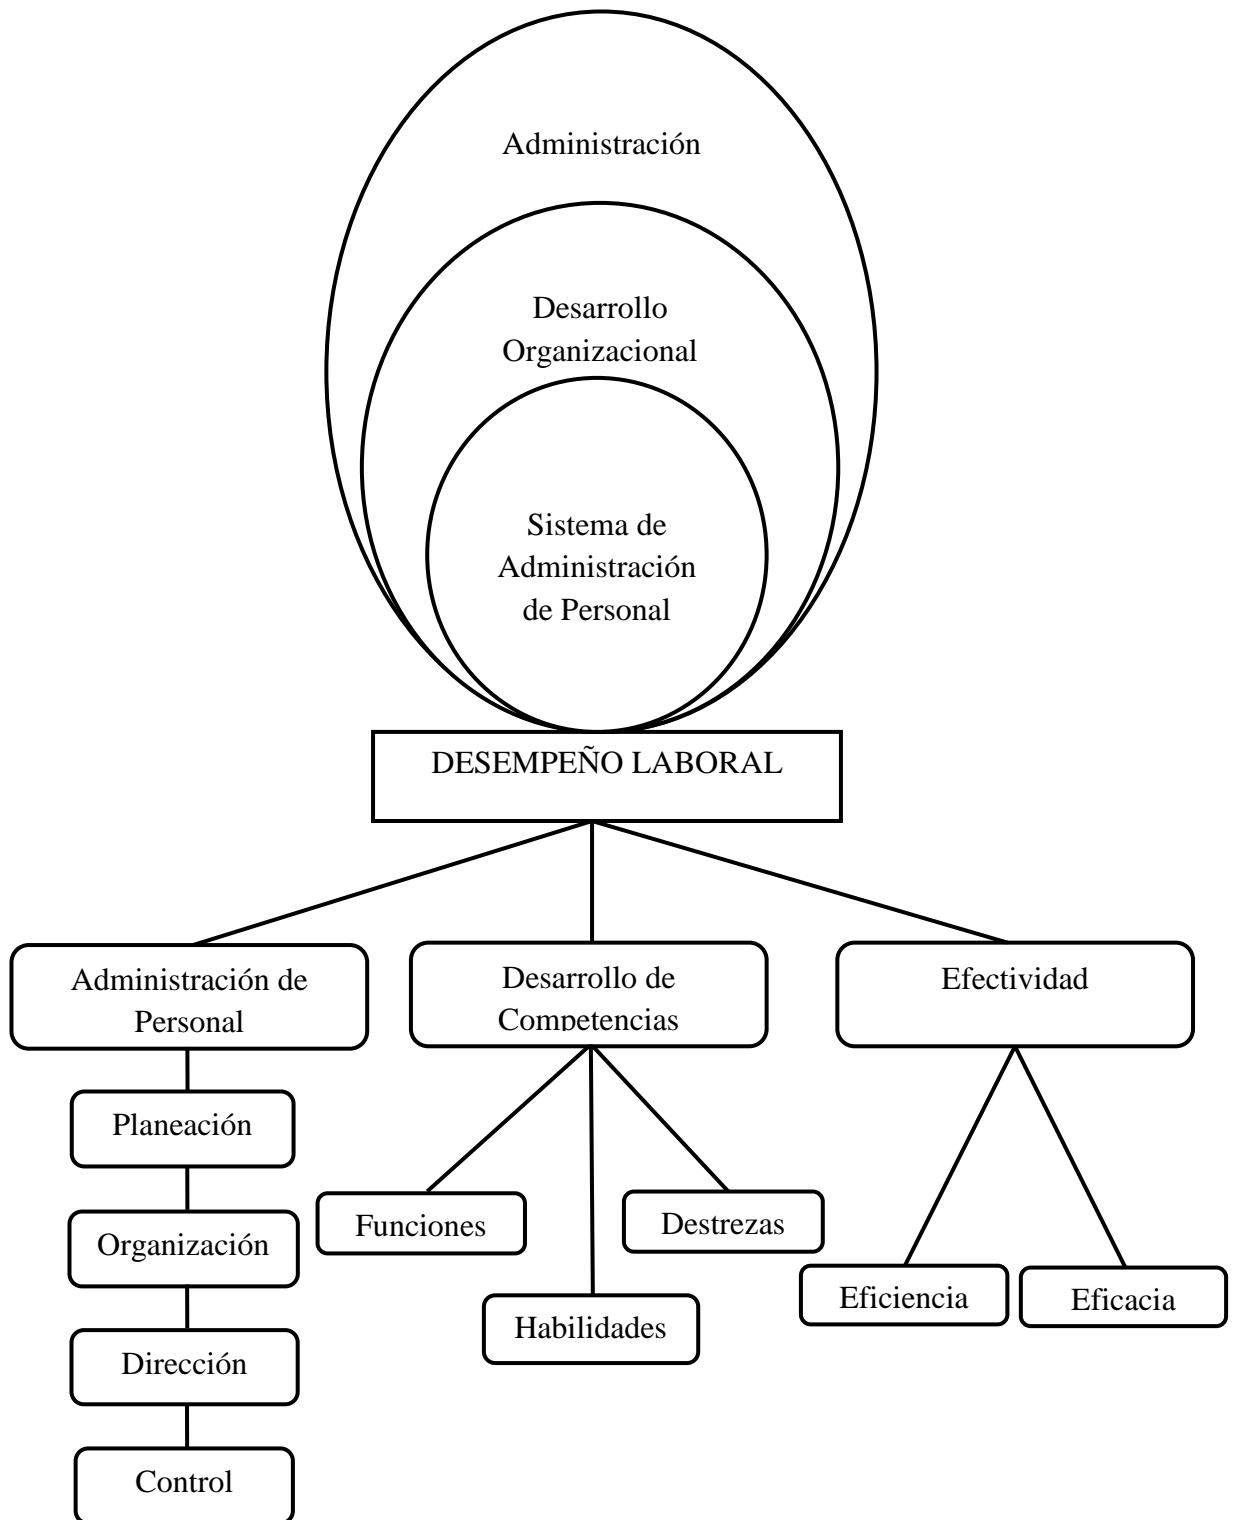 Administración
Desarrollo
Organizacional
Sistema de
Administración
de Personal
DESEMPEÑO LABORAL
Administración de
Personal
Planeación
Organización
Dirección
Control
Desarrollo de
Competencias
Funciones
Habilidades
Destrezas
Efectividad
Eficiencia
Eficacia